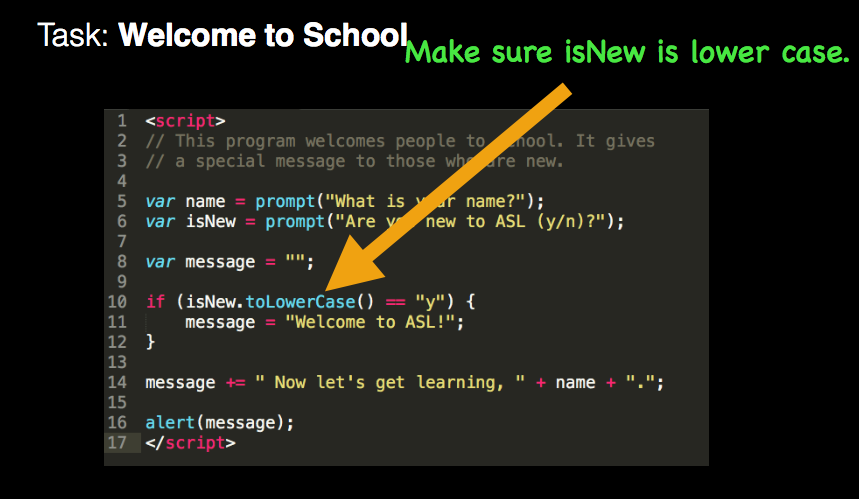 Task: Welcome to School
Make sure isNew is lower case.
1 <script>
2 // This program welcomes people to school. It gives
3 // a special message to those who are new.
4
5 var name = prompt("What is your name?");
6 var isNew = prompt("Are you new to ASL (y/n)?");
7
8 var message = "";
9
10 if (isNew.toLowerCase() == "y") {
11 message = "Welcome to ASL!";
12 }
13
14 message += " Now let's get learning, " + name + ".";
15
16 alert(message);
17 </script>